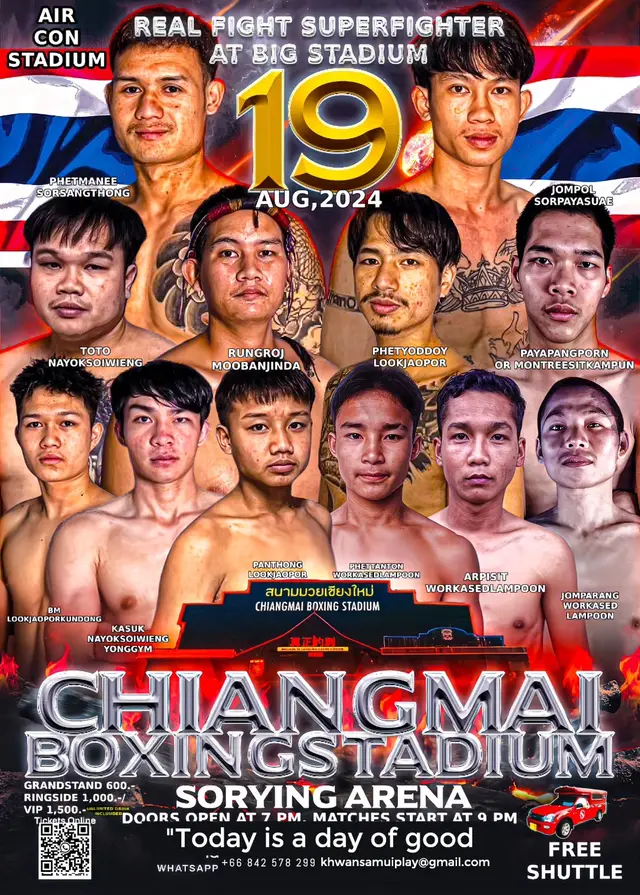 AIR
CON
STADIUM
REAL FIGHT SUPERFIGHTER
AT BIG STADIUM
19
AUG,2024
PHETMANEE
SORSANGTHONG
JOMPOL
SORPAYASUAE
TOTO
NAYOKSOIWIENG
RUNGROJ
MOOBANJINDA
PHETYODDOY
LOOKJAOPOR
PAYAPANGPORN
OR MONTREESITKAMPUN
BM
LOOKJAOPORKUNDONG
KASUK
NAYOKSOIWIENG
YONGGYM
PANTHONG
LOOKJAOPOR
PHETTANTON
WORKASEDLAMPOON
ARPISIT
WORKASEDLAMPOON
JOMPARANG
WORKASED
LAMPOON
สนามมวยเชียงใหม่
CHIANGMAI BOXING STADIUM
CHIANGMAI
BOXINGSTADIUM
GRANDSTAND 600.-
RINGSIDE 1,000.-/
VIP 1,500.-
Tickets Online
SORYING ARENA
DOORS OPEN AT 7 PM. MATCHES START AT 9 PM
"Today is a day of good
WHATSAPP +66 842 578 299 khwansamuiplay@gmail.com
FREE
SHUTTLE